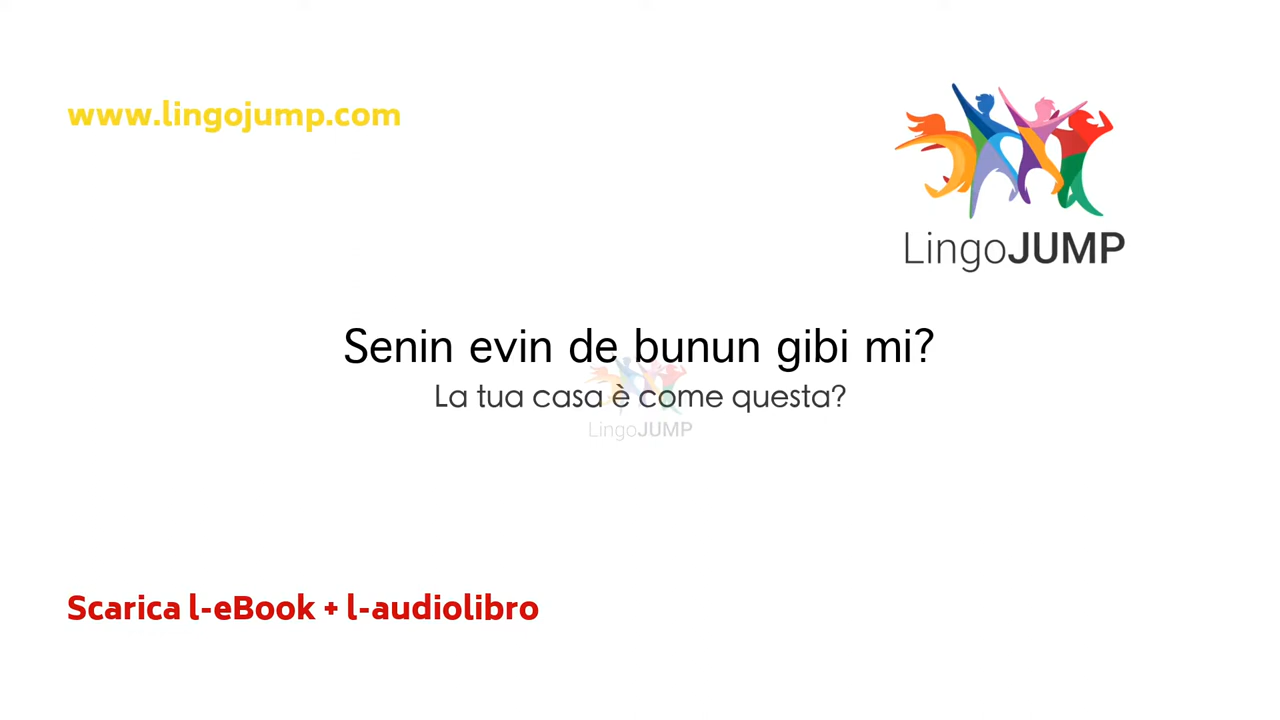 www.lingojump.com
LingoJUMP
Senin evin de bunun gibi mi?
La tua casa è come questa?
LingoJUMP
Scarica l-eBook + l-audiolibro